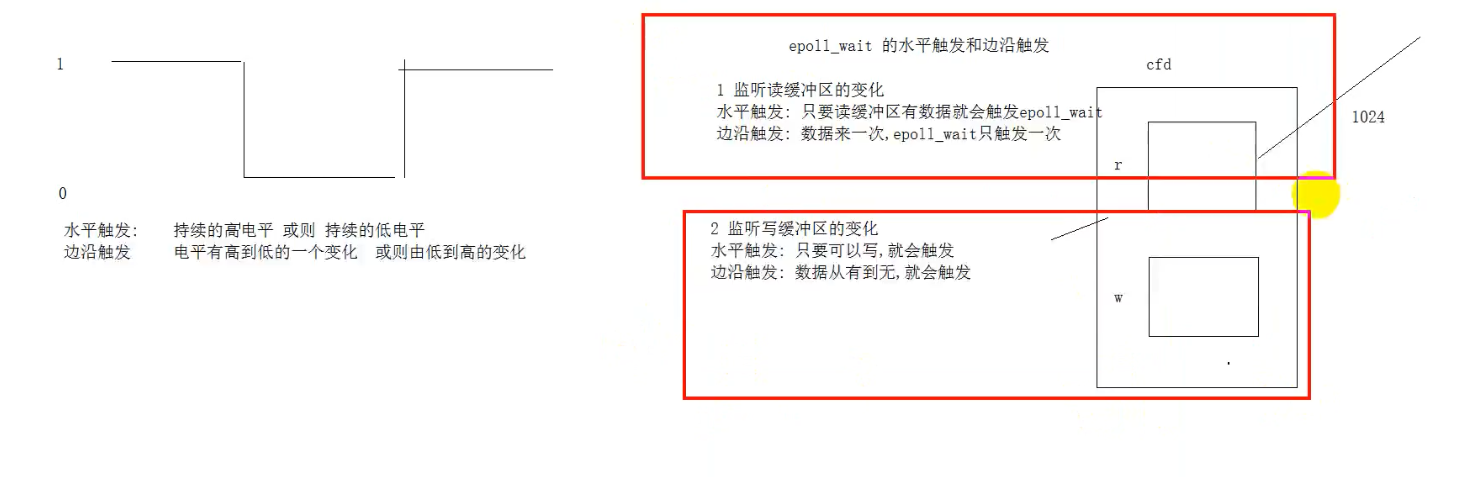 1
0
水平触发: 持续的高电平 或则 持续的低电平
边沿触发 电平有高到低的一个变化 或则由低到高的变化
epoll_wait 的水平触发和边沿触发
cfd
1 监听读缓冲区的变化
水平触发: 只要读缓冲区有数据就会触发epoll_wait
边沿触发: 数据来一次,epoll_wait只触发一次
1024
r
2 监听写缓冲区的变化
水平触发: 只要可以写,就会触发
边沿触发: 数据从有到无,就会触发
w